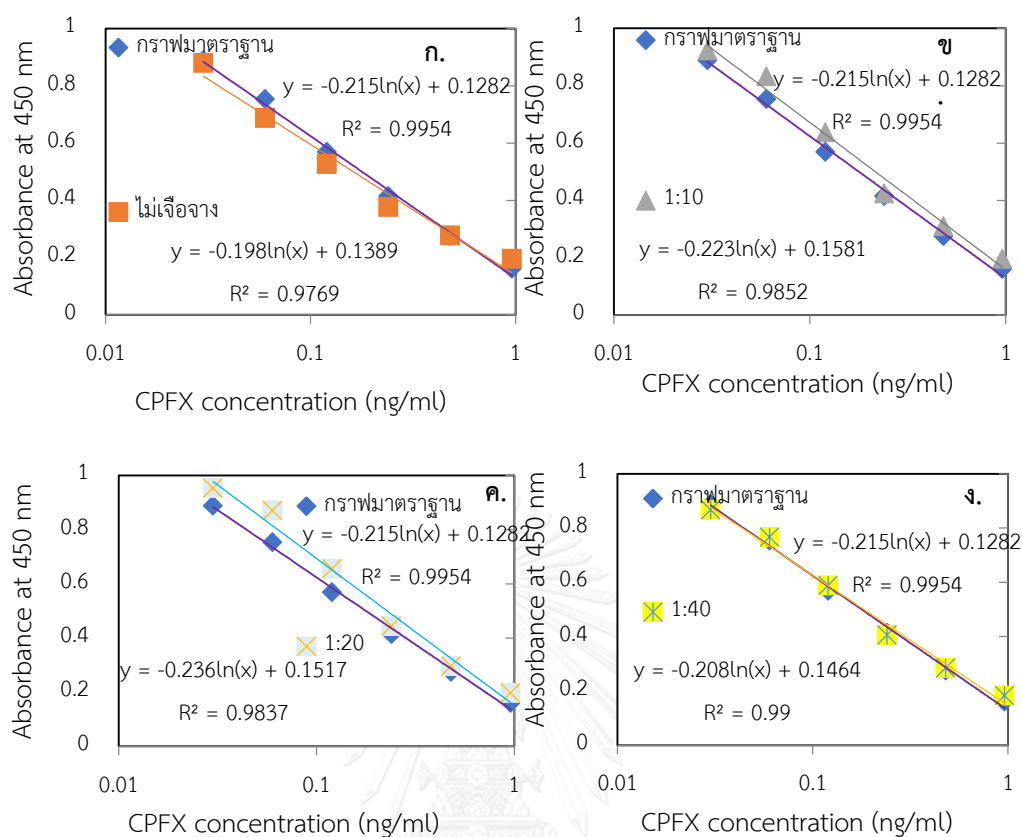 Absorbance at 450 nm
1
0.8
0.6
0.4
0.2
0
กราฟมาตราฐาน
ก.
y = -0.215ln(x) + 0.1282
R² = 0.9954
ไม่เจือจาง
y = -0.198ln(x) + 0.1389
R² = 0.9769
0.01
0.1
1
CPFX concentration (ng/ml)
Absorbance at 450 nm
1
0.8
0.6
0.4
0.2
0
กราฟมาตราฐาน
ข
.
y = -0.215ln(x) + 0.1282
R² = 0.9954
1:10
y = -0.223ln(x) + 0.1581
R² = 0.9852
0.01
0.1
1
CPFX concentration (ng/ml)
Absorbance at 450 nm
1
0.8
0.6
0.4
0.2
0
กราฟมาตราฐาน
ค.
y = -0.215ln(x) + 0.1282
R² = 0.9954
1:20
y = -0.236ln(x) + 0.1517
R² = 0.9837
0.01
0.1
1
CPFX concentration (ng/ml)
Absorbance at 450 nm
1
0.8
0.6
0.4
0.2
0
กราฟมาตราฐาน
ง.
y = -0.215ln(x) + 0.1282
R² = 0.9954
1:40
y = -0.208ln(x) + 0.1464
R² = 0.99
0.01
0.1
1
CPFX concentration (ng/ml)